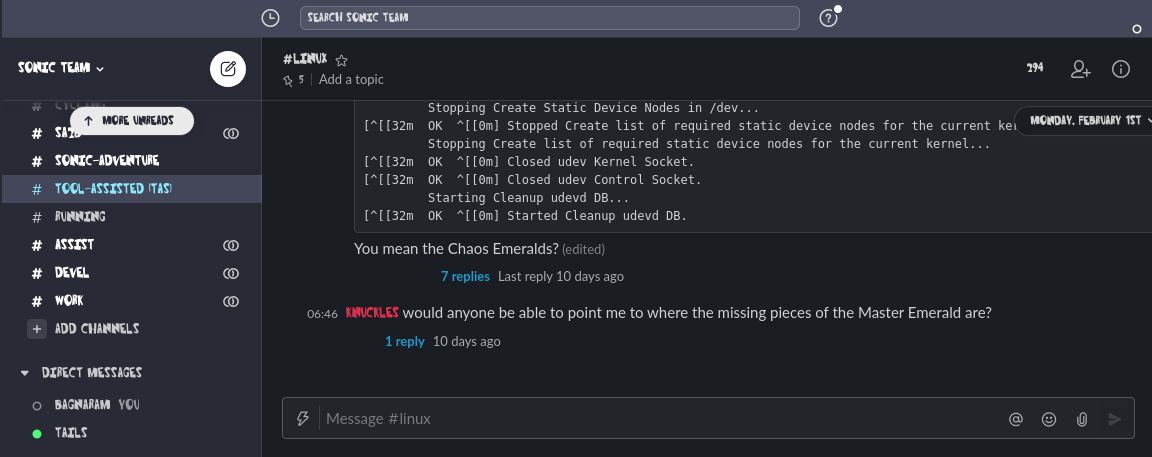 SEARCH SONIC TEAM
SONIC TEAM
# CYCLING
MORE UNREADS
# SA2B
# SONIC-ADVENTURE
# TOOL-ASSISTED (TAS)
# RUNNING
# ASSIST
# DEVEL
# WORK
+ ADD CHANNELS
DIRECT MESSAGES
BAGNARAM YOU
TAILS
#LINUX
5 | Add a topic
294
MONDAY, FEBRUARY 1ST
Stopping Create Static Device Nodes in /dev...
[^[[32m  OK  ^[[0m] Stopped Create list of required static device nodes for the current ker
Stopping Create list of required static device nodes for the current kernel...
[^[[32m  OK  ^[[0m] Closed udev Kernel Socket.
[^[[32m  OK  ^[[0m] Closed udev Control Socket.
Starting Cleanup udevd DB...
[^[[32m  OK  ^[[0m] Started Cleanup udevd DB.
You mean the Chaos Emeralds? (edited)
7 replies Last reply 10 days ago
06:46 KNUCKLES would anyone be able to point me to where the missing pieces of the Master Emerald are?
1 reply 10 days ago
Message #linux